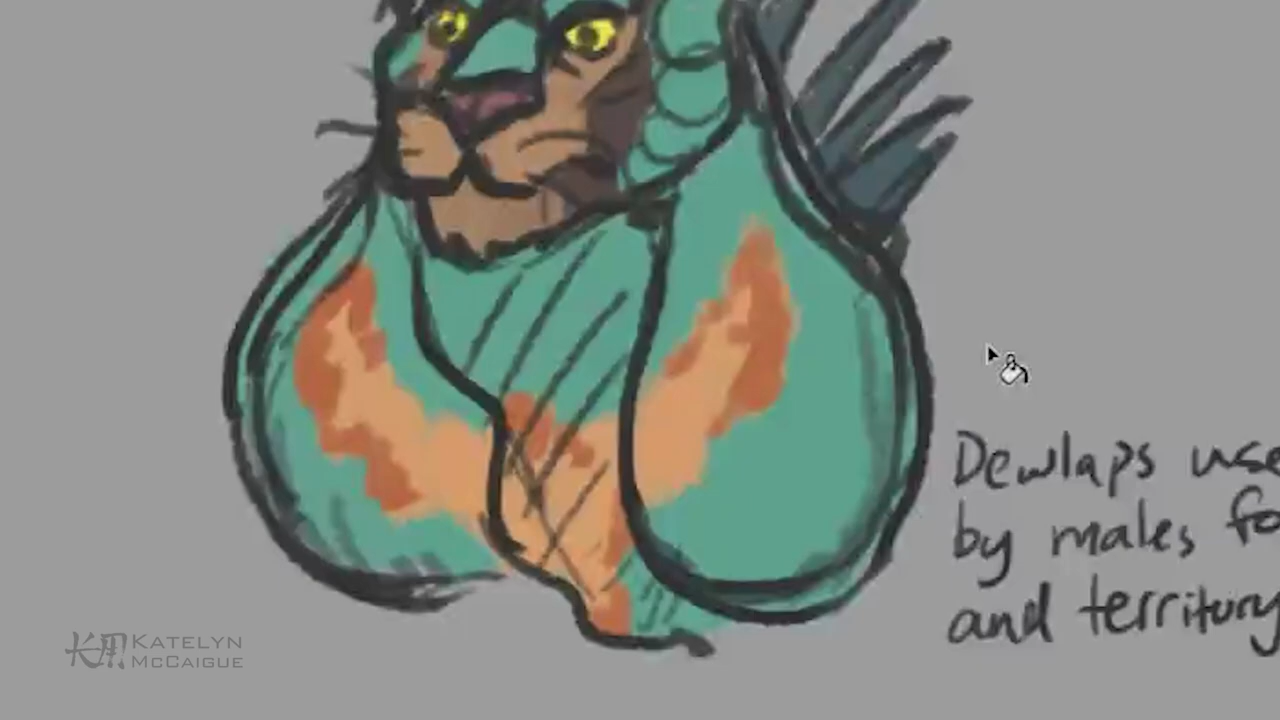 Dewlaps use
by males fo
and territory
KATELYN
MCCAIGUE